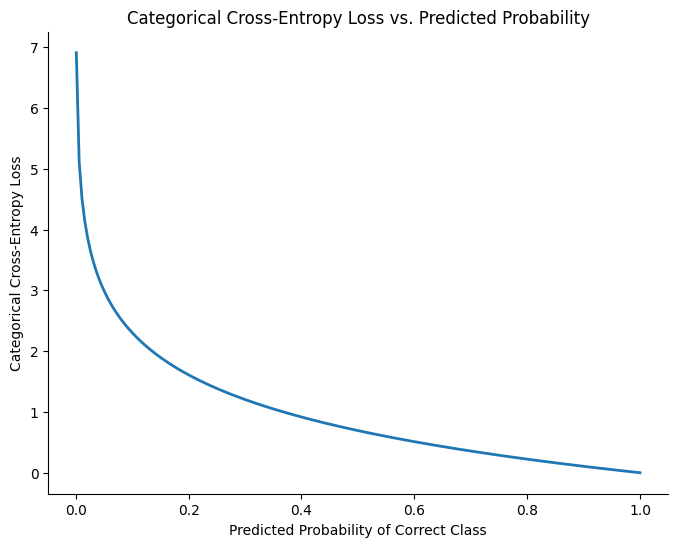 Categorical Cross-Entropy Loss vs. Predicted Probability
7
6
5
4
3
2
1
0
Categorical Cross-Entropy Loss
0.0 0.2 0.4 0.6 0.8 1.0
Predicted Probability of Correct Class